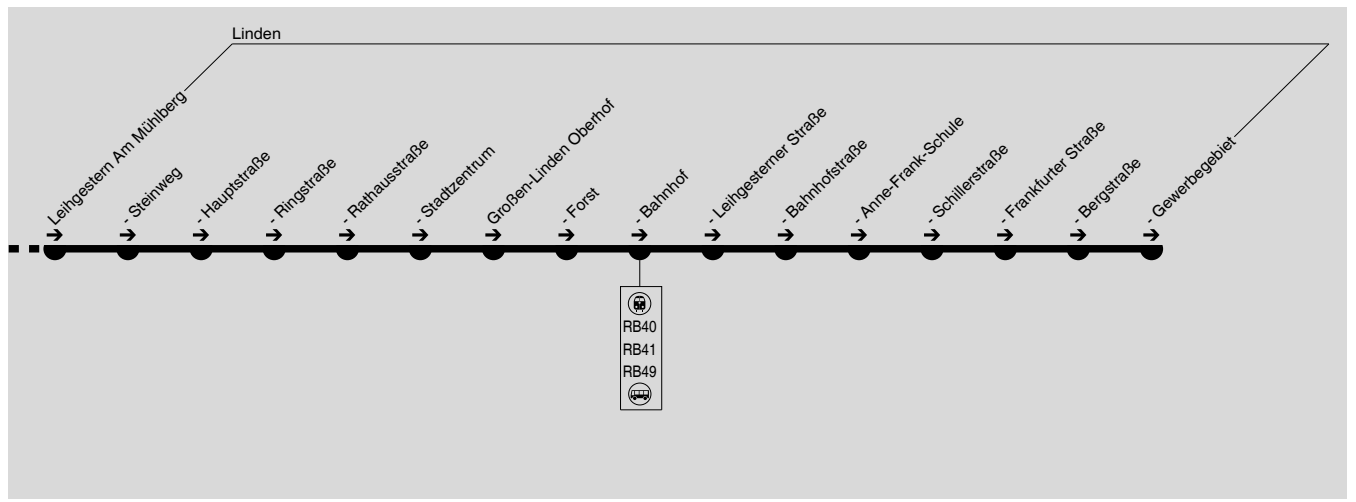 Linden
Leihgestern Am Mühlberg
- Steinweg
- Hauptstraße
- Ringstraße
- Rathausstraße
- Stadtzentrum
Großen-Linden Oberhof
- Forst
- Bahnhof
- Leihgesterner Straße
- Bahnhofstraße
- Anne-Frank-Schule
- Schillerstraße
- Frankfurter Straße
- Bergstraße
- Gewerbegebiet
RB40
RB41
RB49